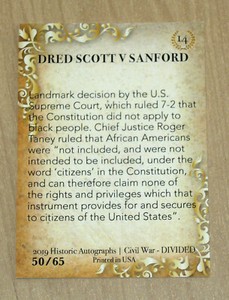 14
DRED SCOTT V SANFORD
Landmark decision by the U.S.
Supreme Court, which ruled 7-2 that
the Constitution did not apply to
black people. Chief Justice Roger
Taney ruled that African Americans
were “not included, and were not
intended to be included, under the
word ‘citizens’ in the Constitution,
and can therefore claim none of
the rights and privileges which that
instrument provides for and secures
to citizens of the United States”.
2019 Historic Autographs | Civil War - DIVIDED
50/65
Printed in USA